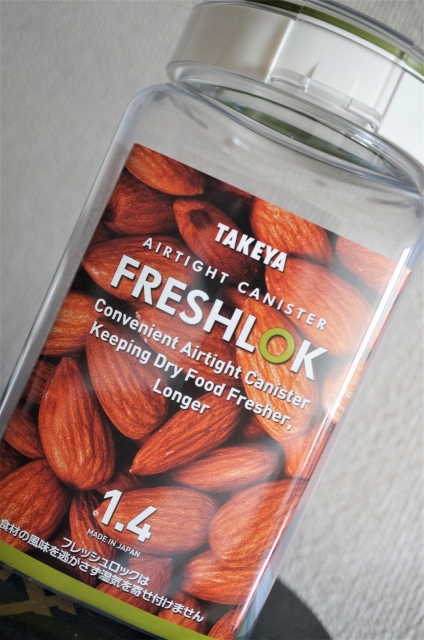 TAKEYA
AIRTIGHT CANISTER
FRESHLOK
Convenient Airtight Canister
Keeping Dry Food Fresher,
Longer
1.4
MADE IN JAPAN
フレッシュロックは
食材の風味を逃がさず湿気を寄せ付けません